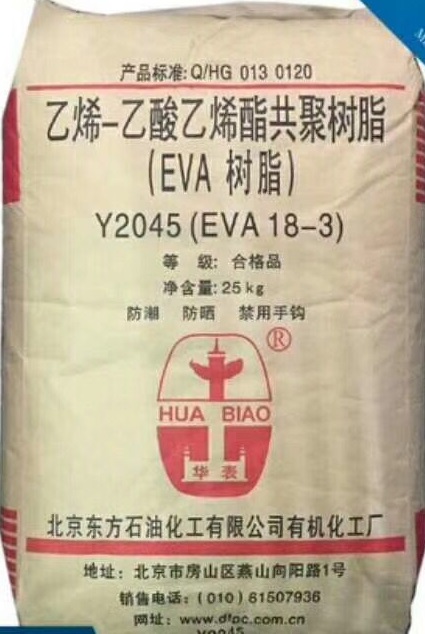 产品标准:Q/HG 013 0120
乙烯-乙酸乙烯酯共聚树脂
(EVA 树脂)
Y2045(EVA 18-3)
等 级: 合格品
净含量:25kg
防潮 防晒 禁用手钩
®
HUA BIAO
华表
北京东方石油化工有限公司有机化工厂
地址: 北京市房山区燕山向阳路1号
销售电话: (010) 61507936
网址: www.dfpc.com.cn
Y2045